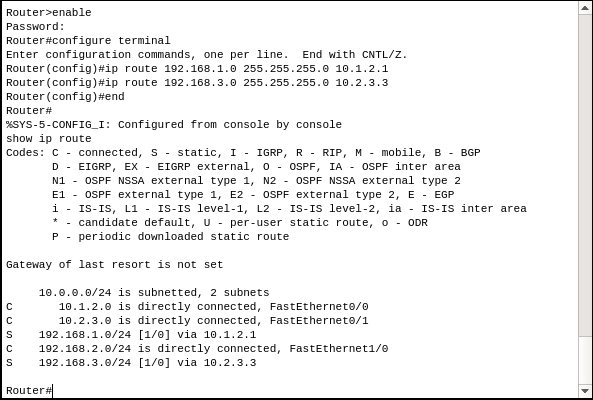 Router>enable
Password:
Router#configure terminal
Enter configuration commands, one per line.  End with CNTL/Z.
Router(config)#ip route 192.168.1.0 255.255.255.0 10.1.2.1
Router(config)#ip route 192.168.3.0 255.255.255.0 10.2.3.3
Router(config)#end
Router#
%SYS-5-CONFIG_I: Configured from console by console
show ip route
Codes: C - connected, S - static, I - IGRP, R - RIP, M - mobile, B - BGP
       D - EIGRP, EX - EIGRP external, O - OSPF, IA - OSPF inter area
       N1 - OSPF NSSA external type 1, N2 - OSPF NSSA external type 2
       E1 - OSPF external type 1, E2 - OSPF external type 2, E - EGP
       i - IS-IS, L1 - IS-IS level-1, L2 - IS-IS level-2, ia - IS-IS inter area
       * - candidate default, U - per-user static route, o - ODR
       P - periodic downloaded static route
Gateway of last resort is not set
     10.0.0.0/24 is subnetted, 2 subnets
C       10.1.2.0 is directly connected, FastEthernet0/0
C       10.2.3.0 is directly connected, FastEthernet0/1
S    192.168.1.0/24 [1/0] via 10.1.2.1
C    192.168.2.0/24 is directly connected, FastEthernet1/0
S    192.168.3.0/24 [1/0] via 10.2.3.3
Router#